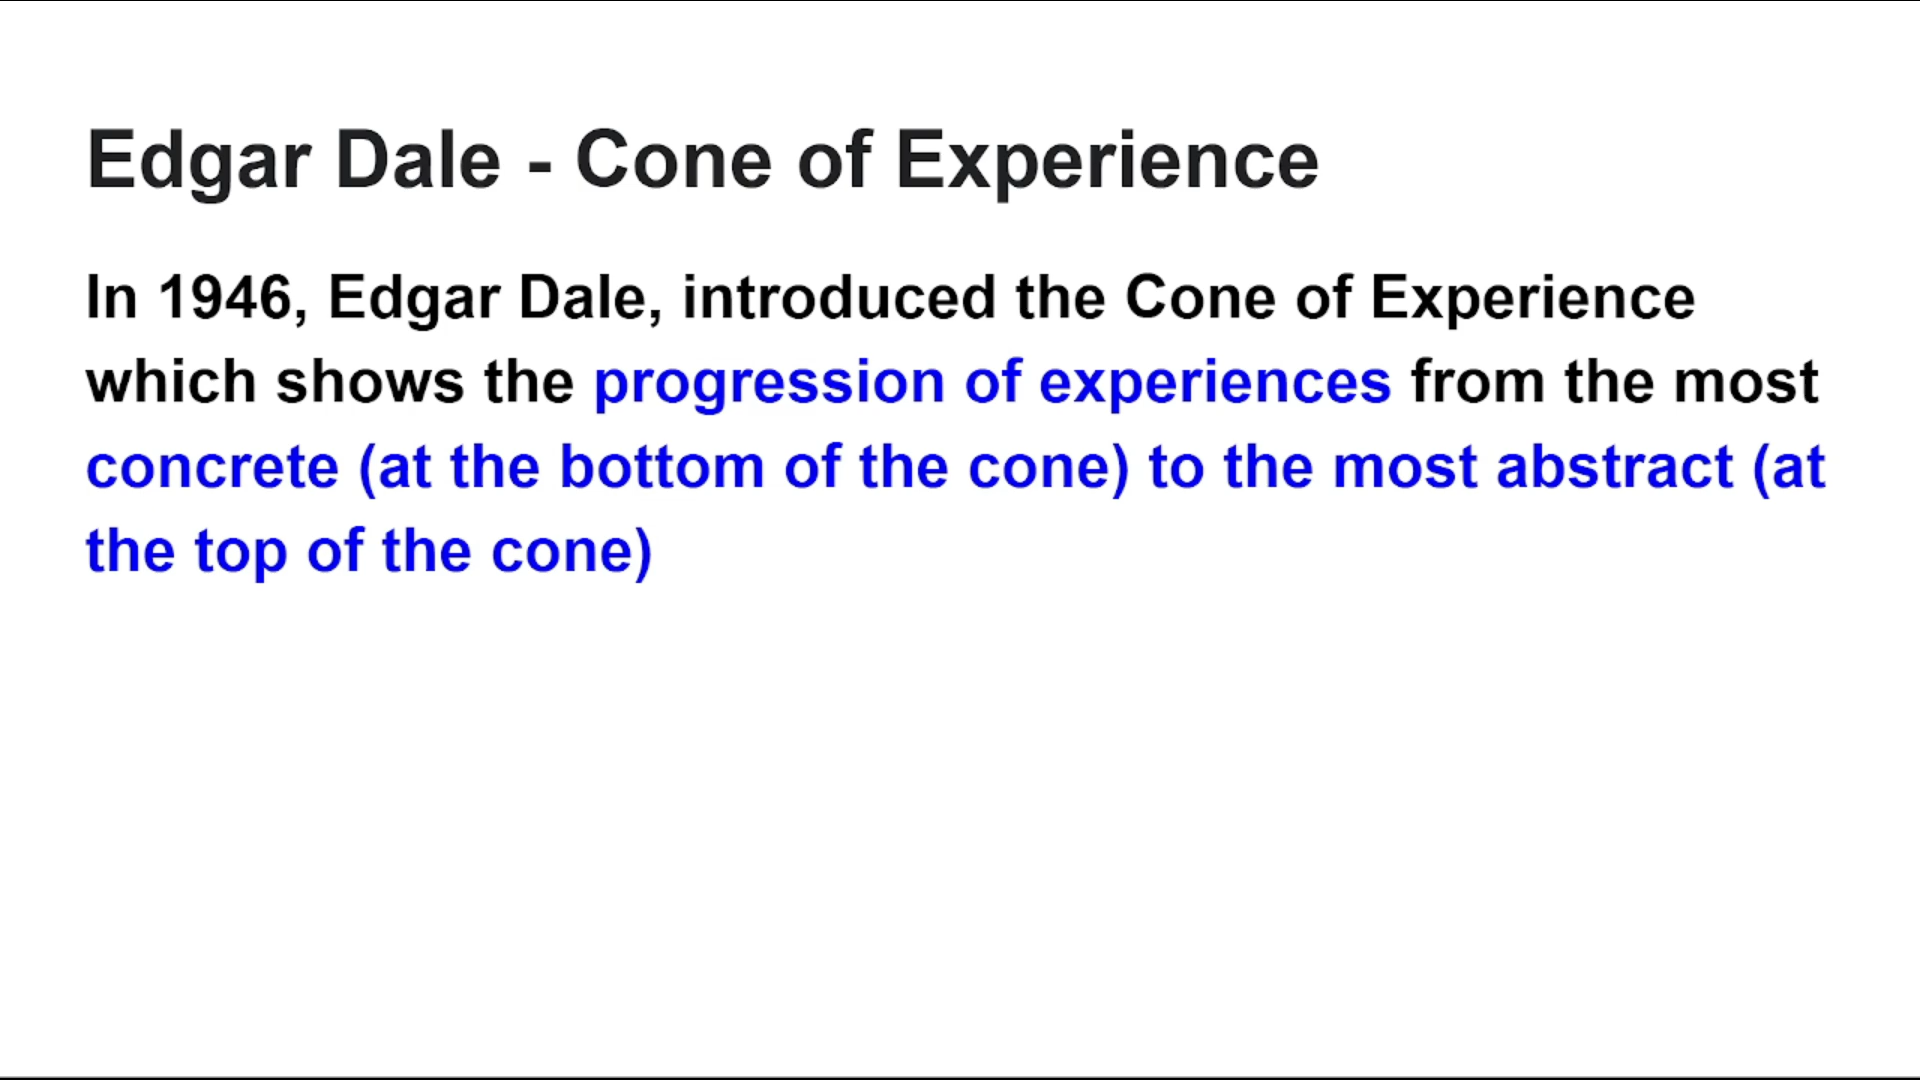 Edgar Dale - Cone of Experience
In 1946, Edgar Dale, introduced the Cone of Experience
which shows the progression of experiences from the most
concrete (at the bottom of the cone) to the most abstract (at
the top of the cone)